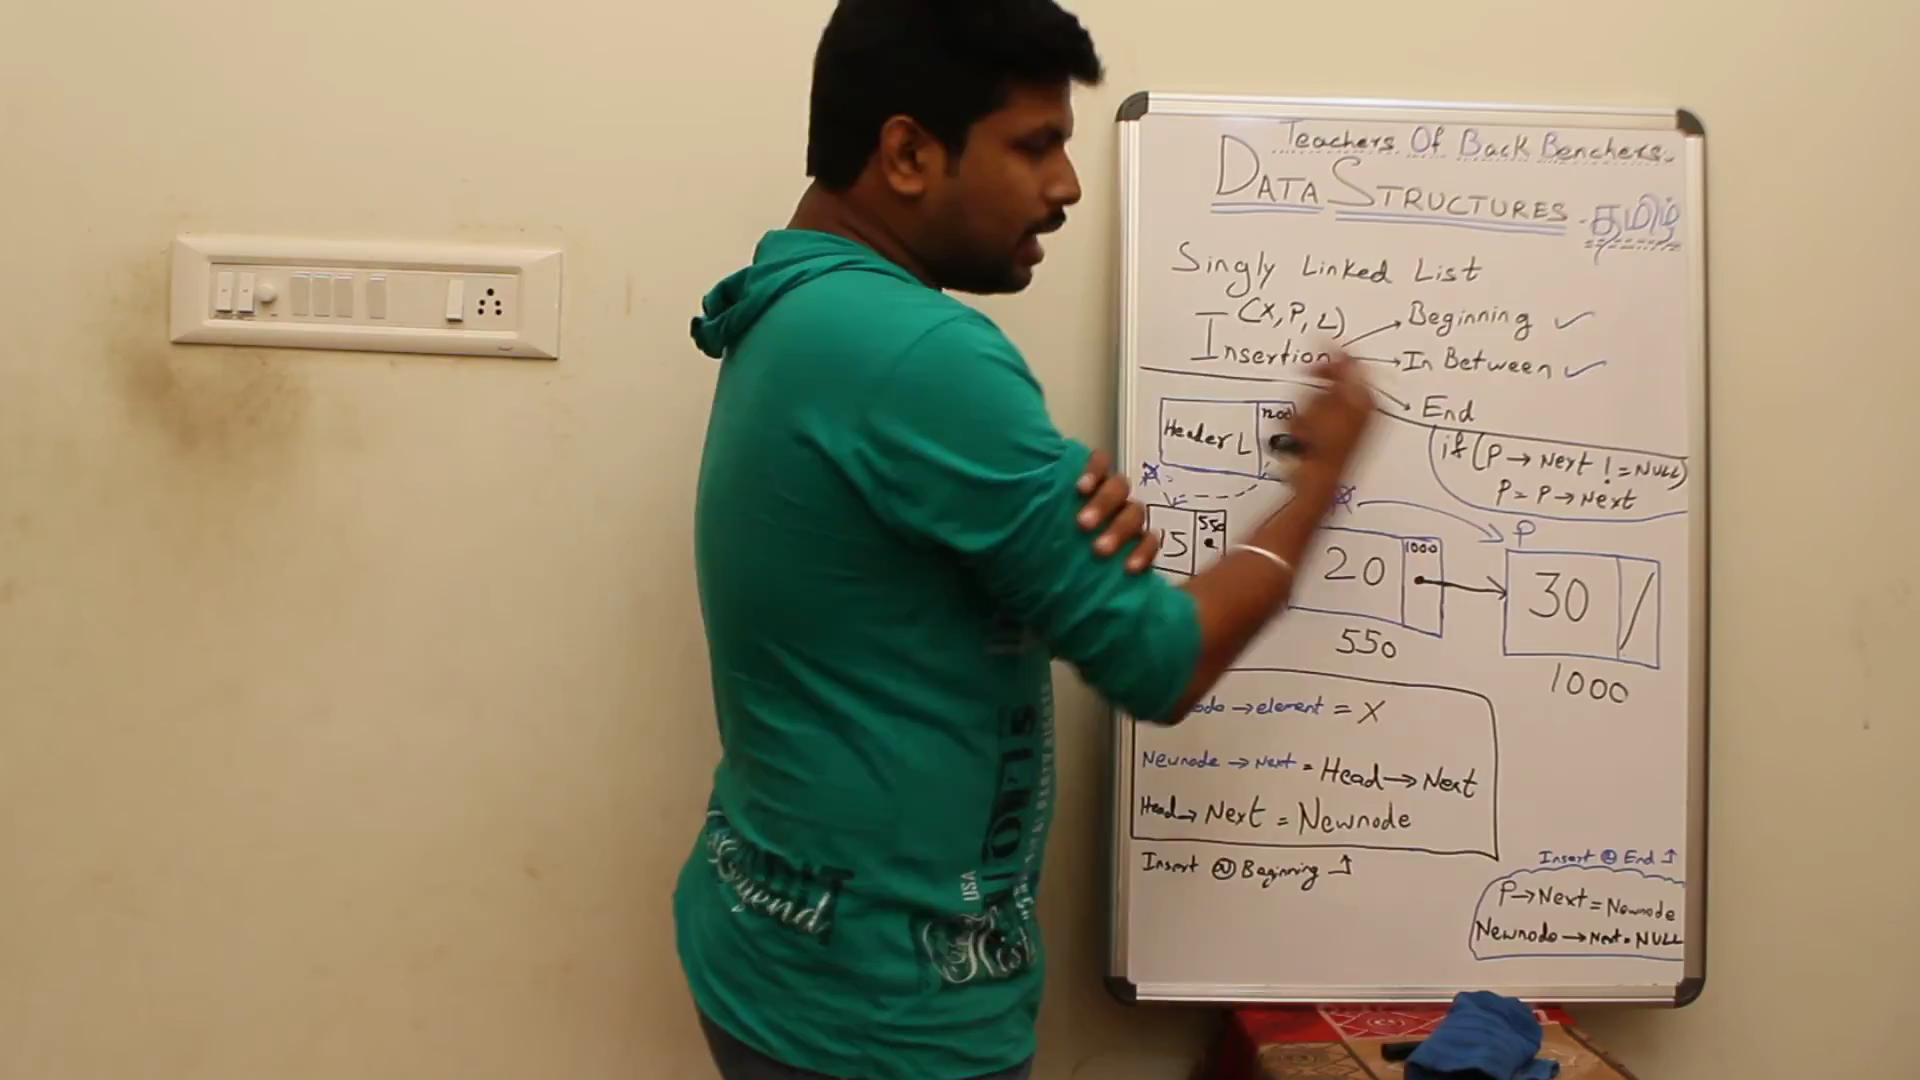 Teachers Of Back Benchers.
DATA STRUCTURES - தமிழ்
Singly Linked List
(X, P, L)
Insertion
Beginning ✓
In Between ✓
End
if (P → Next != NULL)
P = P → Next
Header L
1200
15
550
20
1000
550
P
30
1000
→ element = X
Newnode → Next = Head → Next
Head → Next = Newnode
Insert @ Beginning ↑
Insert @ End ↑
P → Next = Newnode
Newnode → Next = NULL
USA